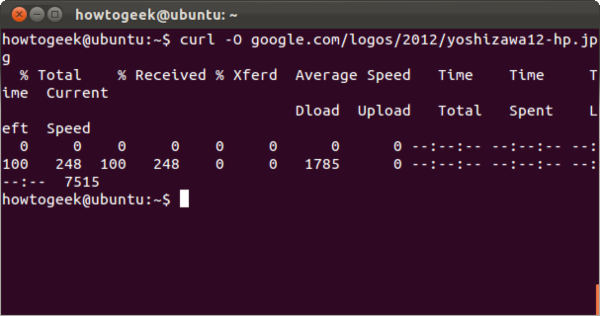 howtogeek@ubuntu: ~
howtogeek@ubuntu:~$ curl -O google.com/logos/2012/yoshizawa12-hp.jp
g
  % Total    % Received % Xferd  Average Speed   Time    Time     T
ime  Current
                                 Dload  Upload   Total   Spent    L
eft  Speed
  0     0    0     0    0     0      0      0 --:--:-- --:--:-- --:
100   248  100   248    0     0   1785      0 --:--:-- --:--:-- --:
--:--  7515
howtogeek@ubuntu:~$